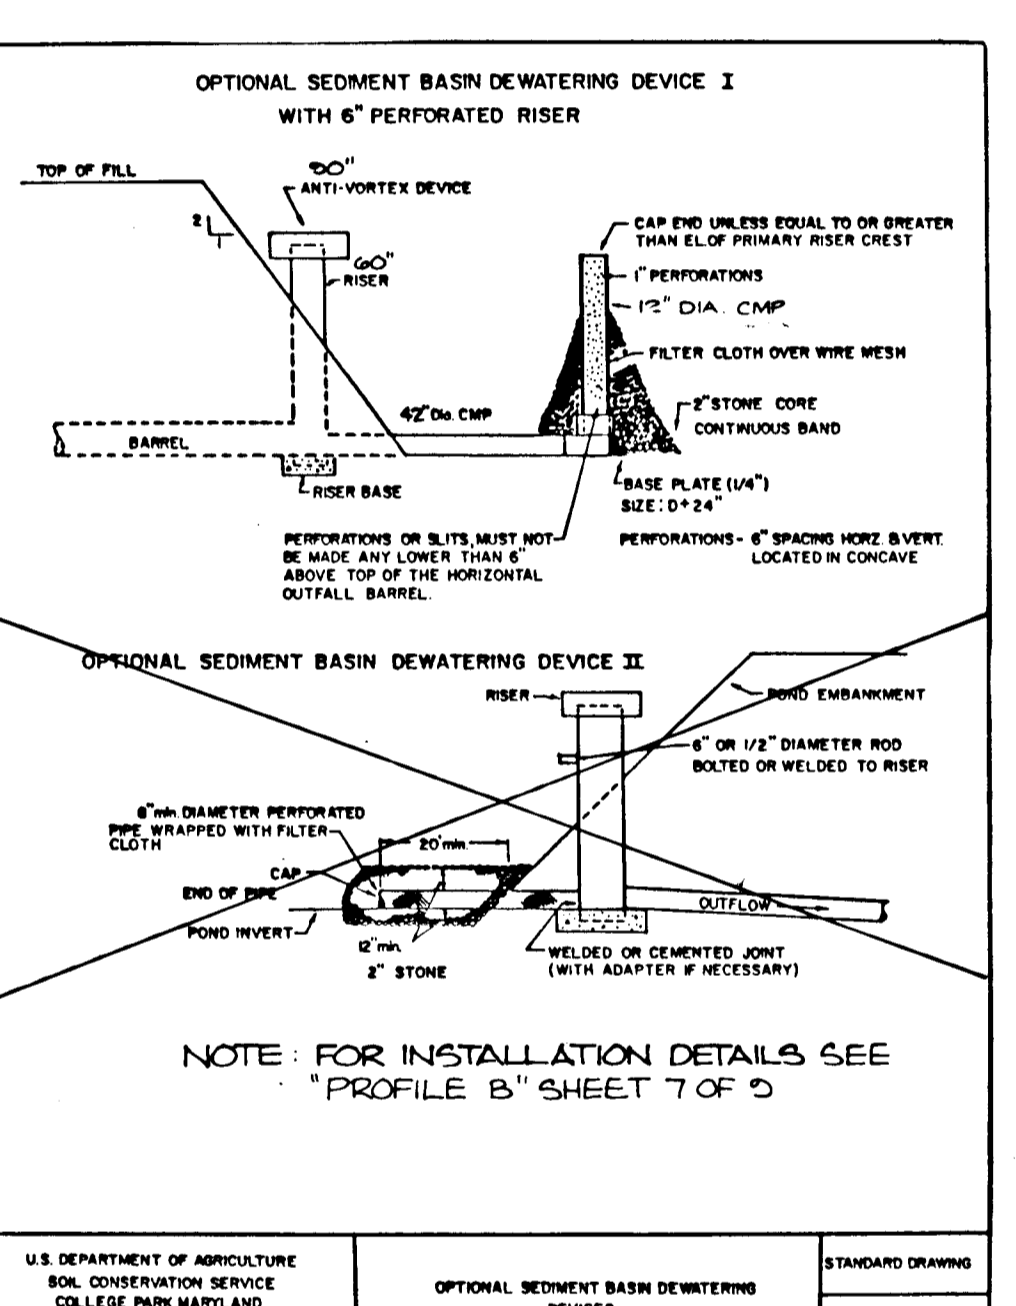 OPTIONAL SEDIMENT BASIN DEWATERING DEVICE I
WITH 6" PERFORATED RISER
TOP OF FILL
90"
ANTI-VORTEX DEVICE
2
60"
RISER
CAP END UNLESS EQUAL TO OR GREATER
THAN EL.OF PRIMARY RISER CREST
1" PERFORATIONS
12" DIA. CMP
FILTER CLOTH OVER WIRE MESH
2" STONE CORE
CONTINUOUS BAND
42" Dia. CMP
BARREL
RISER BASE
BASE PLATE (1/4")
SIZE: D+24"
PERFORATIONS OR SLITS, MUST NOT
BE MADE ANY LOWER THAN 6"
ABOVE TOP OF THE HORIZONTAL
OUTFALL BARREL.
PERFORATIONS - 6" SPACING HORZ. & VERT.
LOCATED IN CONCAVE
OPTIONAL SEDIMENT BASIN DEWATERING DEVICE II
RISER
POND EMBANKMENT
6" OR 1/2" DIAMETER ROD
BOLTED OR WELDED TO RISER
6" min. DIAMETER PERFORATED
PIPE WRAPPED WITH FILTER
CLOTH
20' min.
CAP
END OF PIPE
OUTFLOW
POND INVERT
12" min.
2" STONE
WELDED OR CEMENTED JOINT
(WITH ADAPTER IF NECESSARY)
NOTE: FOR INSTALLATION DETAILS SEE
"PROFILE B" SHEET 7 OF 9
U.S. DEPARTMENT OF AGRICULTURE
SOIL CONSERVATION SERVICE
COLLEGE PARK MARYLAND
OPTIONAL SEDIMENT BASIN DEWATERING
STANDARD DRAWING